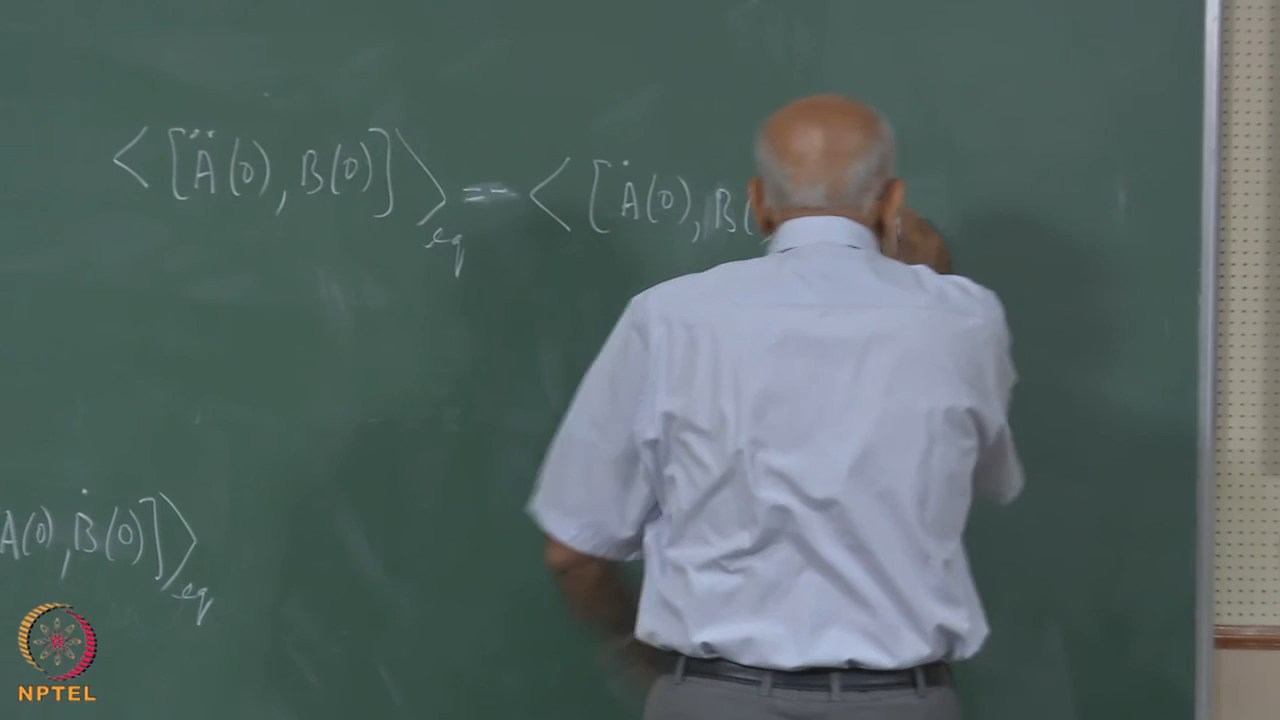 < [Ä(0), B(0)] >eq = - < [Ȧ(0), B(
A(0), Ḃ(0)] >eq
NPTEL